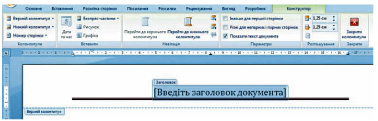 Основне Вставлення Розмітка сторінки Посилання Розсилки Рецензування Вигляд Розробник Конструктор
Верхній колонтитул Експрес-частини Інакше для першої сторінки 1,25 см
Нижній колонтитул Рисунок Різні для непарних і парних сторінок 1,25 см
Номер сторінки Дата та час Графіка Перейти до верхнього колонтитула Перейти до нижнього колонтитула Показати текст документа Закрити колонтитули
Колонтитули Вставлення Навігація Параметри Розташування Закрити
Заголовок
[Введіть заголовок документа]
Верхній колонтитул